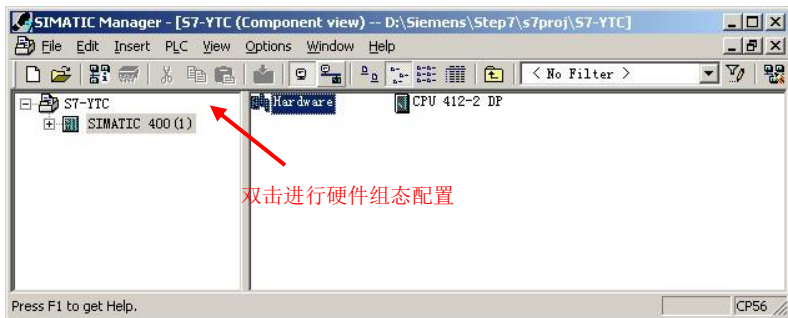 SIMATIC Manager - [S7-YTC (Component view) -- D:\Siemens\Step7\s7proj\S7-YTC]
File Edit Insert PLC View Options Window Help
< No Filter >
S7-YTC
SIMATIC 400(1)
Hardware CPU 412-2 DP
双击进行硬件组态配置
Press F1 to get Help. CP56